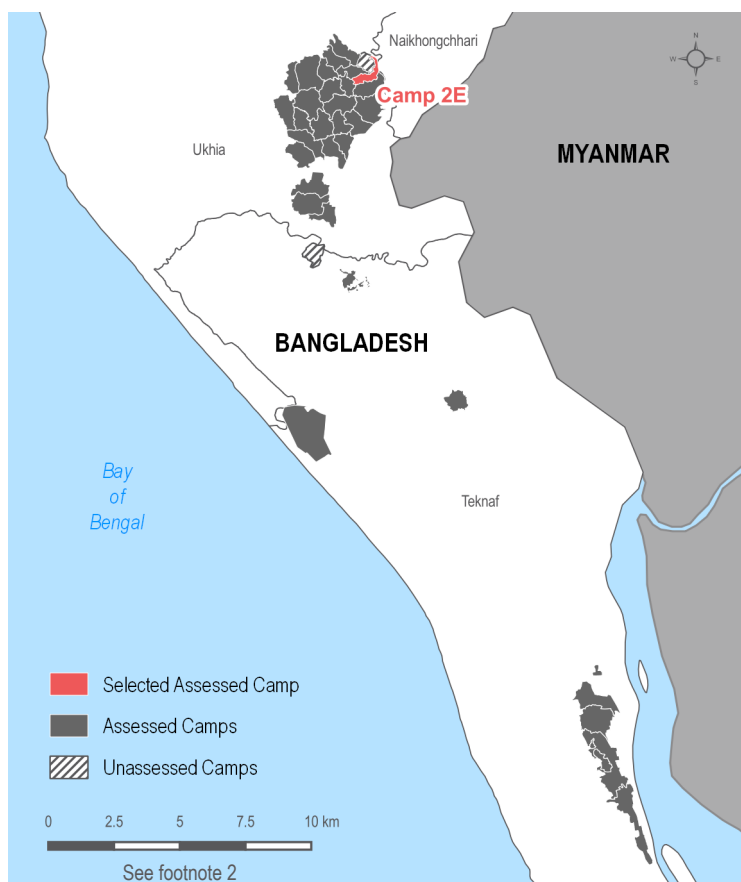 Naikhongchhari
N
W E
S
Camp 2E
Ukhia
MYANMAR
BANGLADESH
Bay
of
Bengal
Teknaf
Selected Assessed Camp
Assessed Camps
Unassessed Camps
0 2.5 5 7.5 10 km
See footnote 2